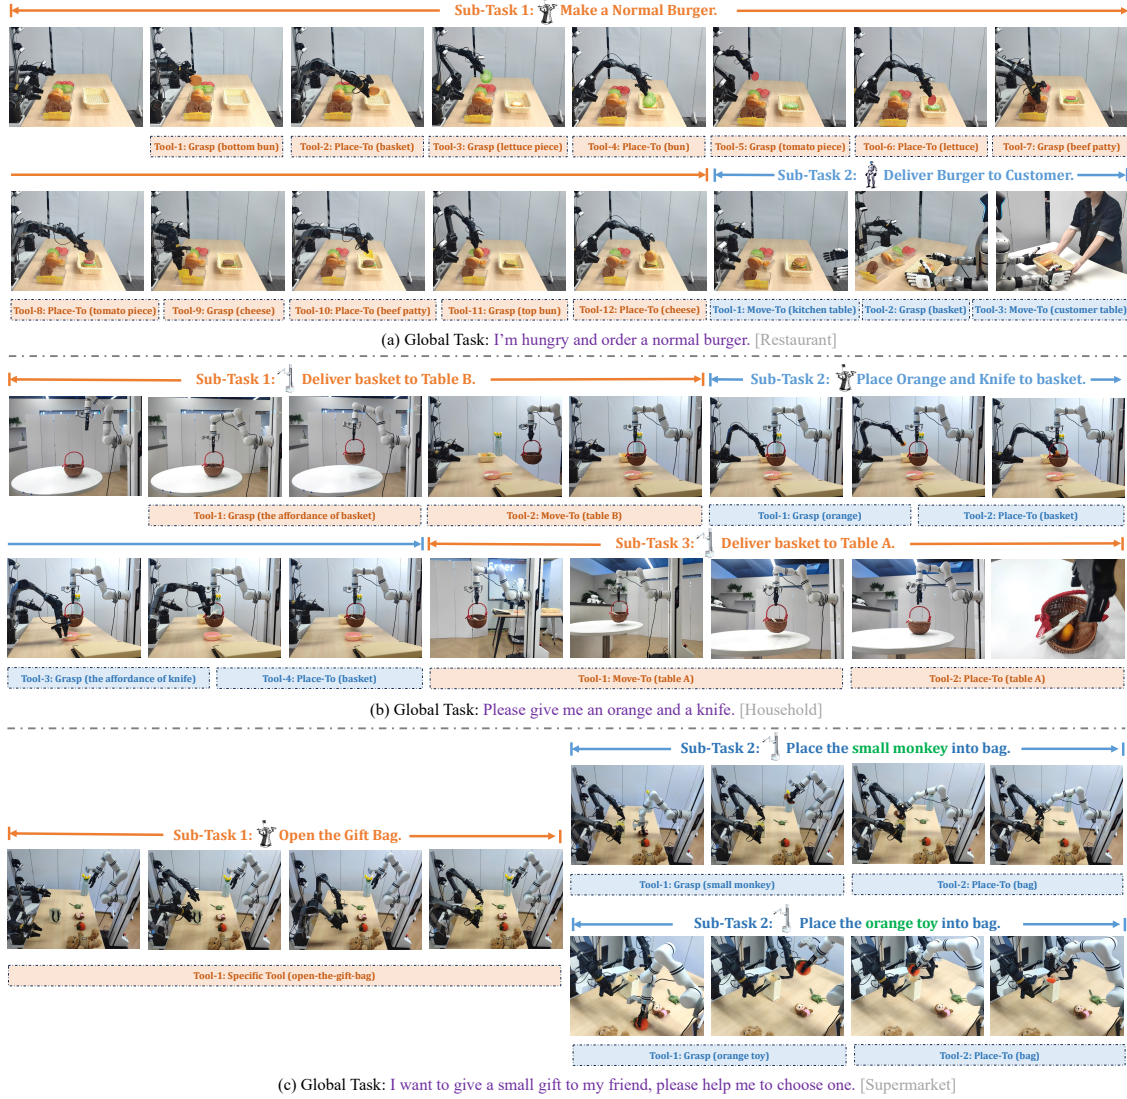 Sub-Task 1: Make a Normal Burger.
Tool-1: Grasp (bottom bun)
Tool-2: Place-To (basket)
Tool-3: Grasp (lettuce piece)
Tool-4: Place-To (bun)
Tool-5: Grasp (tomato piece)
Tool-6: Place-To (lettuce)
Tool-7: Grasp (beef patty)
Sub-Task 2: Deliver Burger to Customer.
Tool-8: Place-To (tomato piece)
Tool-9: Grasp (cheese)
Tool-10: Place-To (beef patty)
Tool-11: Grasp (top bun)
Tool-12: Place-To (cheese)
Tool-1: Move-To (kitchen table)
Tool-2: Grasp (basket)
Tool-3: Move-To (customer table)
(a) Global Task: I'm hungry and order a normal burger. [Restaurant]
Sub-Task 1: Deliver basket to Table B.
Sub-Task 2: Place Orange and Knife to basket.
Tool-1: Grasp (the affordance of basket)
Tool-2: Move-To (table B)
Tool-1: Grasp (orange)
Tool-2: Place-To (basket)
Sub-Task 3: Deliver basket to Table A.
Tool-3: Grasp (the affordance of knife)
Tool-4: Place-To (basket)
Tool-1: Move-To (table A)
Tool-2: Place-To (table A)
(b) Global Task: Please give me an orange and a knife. [Household]
Sub-Task 2: Place the small monkey into bag.
Sub-Task 1: Open the Gift Bag.
Tool-1: Grasp (small monkey)
Tool-2: Place-To (bag)
Sub-Task 2: Place the orange toy into bag.
Tool-1: Specific Tool (open-the-gift-bag)
Tool-1: Grasp (orange toy)
Tool-2: Place-To (bag)
(c) Global Task: I want to give a small gift to my friend, please help me to choose one. [Supermarket]